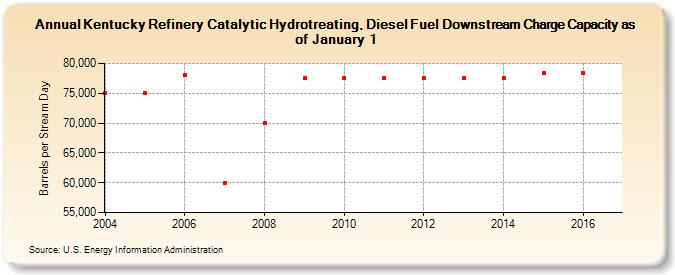 Annual Kentucky Refinery Catalytic Hydrotreating, Diesel Fuel Downstream Charge Capacity as
of January 1
Barrels per Stream Day
80,000
75,000
70,000
65,000
60,000
55,000
2004 2006 2008 2010 2012 2014 2016
Source: U.S. Energy Information Administration